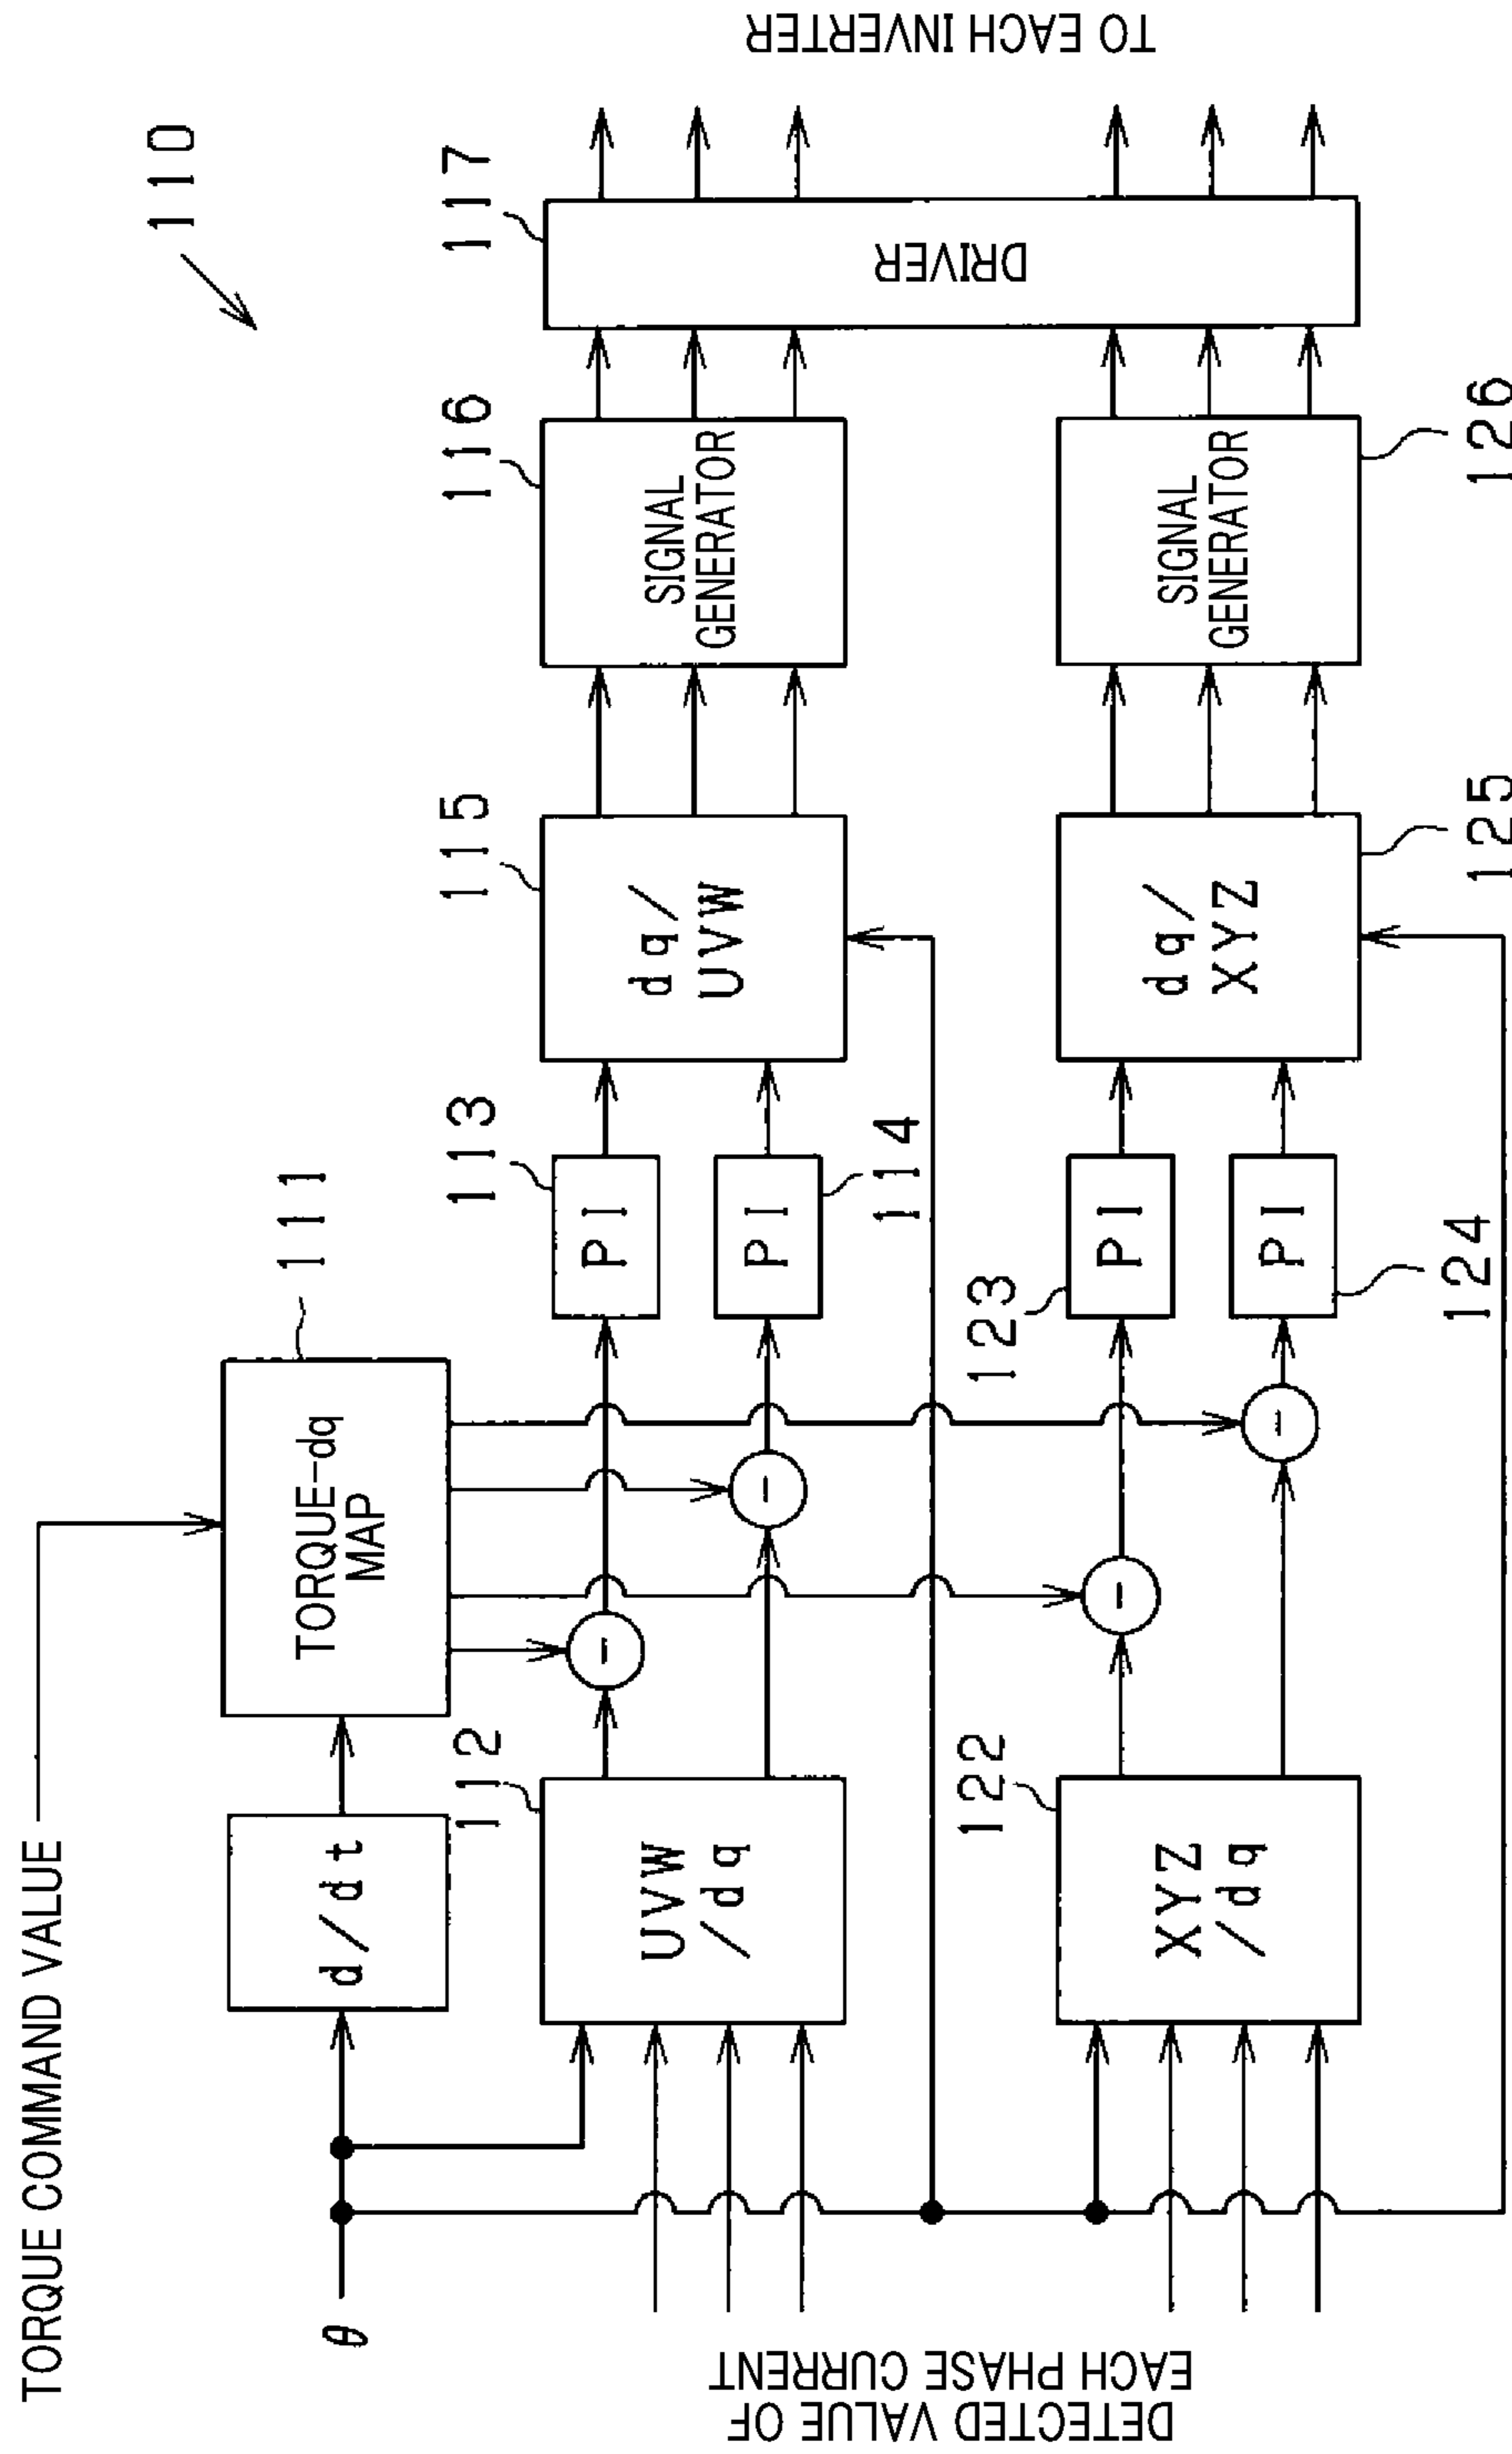 110
TORQUE COMMAND VALUE
111
TORQUE-dq
MAP
d/dt
θ
112
UVW
/dq
113
PI
PI
114
115
dq/
UVW
116
SIGNAL
GENERATOR
117
DRIVER
TO EACH INVERTER
DETECTED VALUE OF
EACH PHASE CURRENT
122
XYZ
/dq
123
PI
PI
124
dq/
XYZ
125
SIGNAL
GENERATOR
126